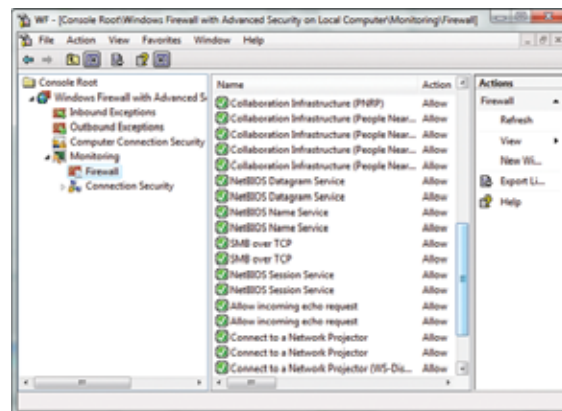 WF - [Console Root\Windows Firewall with Advanced Security on Local Computer\Monitoring\Firewall]
File Action View Favorites Window Help
Console Root
Windows Firewall with Advanced S
Inbound Exceptions
Outbound Exceptions
Computer Connection Security
Monitoring
Firewall
Connection Security
Name Action
Collaboration Infrastructure (PNRP) Allow
Collaboration Infrastructure (People Near... Allow
Collaboration Infrastructure (People Near... Allow
Collaboration Infrastructure (People Near... Allow
Collaboration Infrastructure (People Near... Allow
NetBIOS Datagram Service Allow
NetBIOS Datagram Service Allow
NetBIOS Name Service Allow
NetBIOS Name Service Allow
SMB over TCP Allow
SMB over TCP Allow
NetBIOS Session Service Allow
NetBIOS Session Service Allow
Allow incoming echo request Allow
Allow incoming echo request Allow
Connect to a Network Projector Allow
Connect to a Network Projector Allow
Connect to a Network Projector (WS-Dis... Allow
Actions
Firewall
Refresh
View
New Wi...
Export Li...
Help